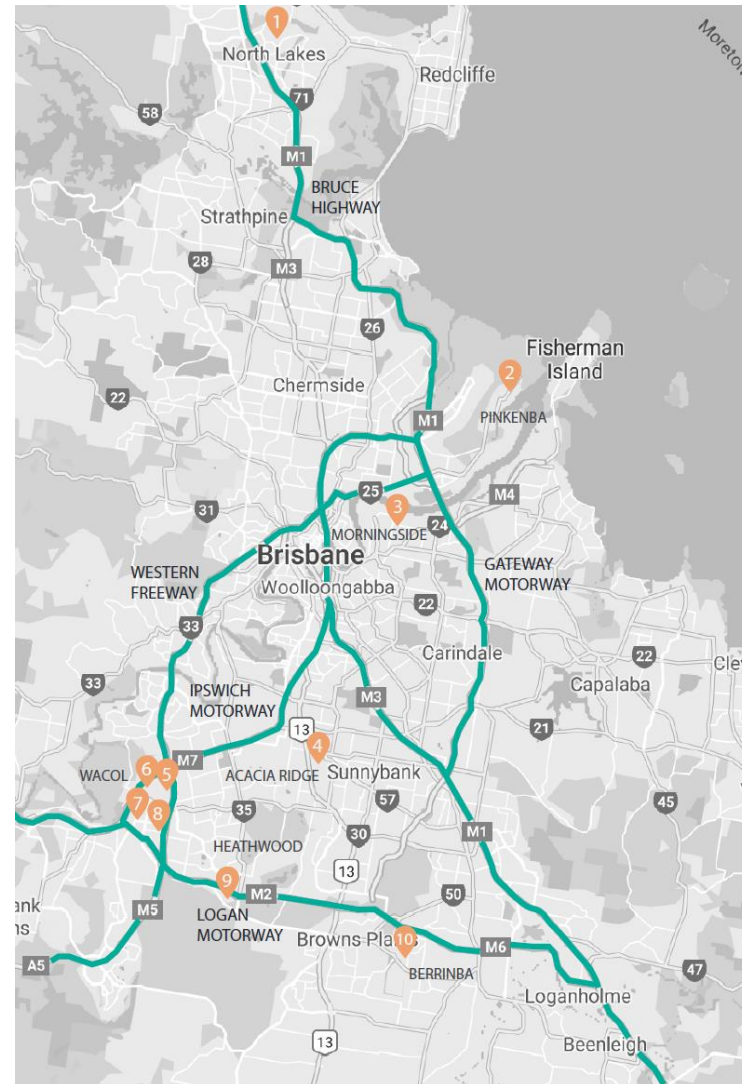 1
North Lakes
Moreton
Redcliffe
71
58
M1
BRUCE
HIGHWAY
Strathpine
28
M3
26
Fisherman
Island
2
Chermside
22
PINKENBA
M1
25
M4
31
3
24
MORNINGSIDE
Brisbane
WESTERN
FREEWAY
GATEWAY
MOTORWAY
Woolloongabba
22
33
Carindale
22
Cle
33
M3
Capalaba
IPSWICH
MOTORWAY
13
21
4
M7
6
5
WACOL
ACACIA RIDGE
Sunnybank
7
8
35
57
45
30
M1
HEATHWOOD
13
9
M2
50
ank
ns
M5
LOGAN
MOTORWAY
Browns Plains
10
M6
A5
BERRINBA
47
Loganholme
13
Beenleigh